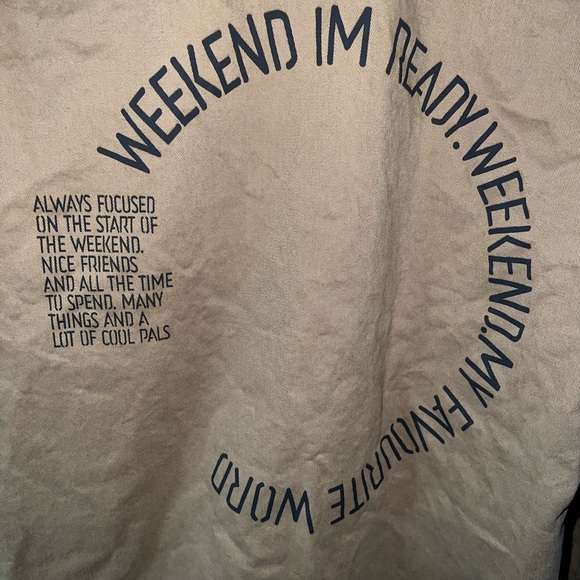 WEEKEND IM READY.WEEKEND.MY FAVOURITE WORD
ALWAYS FOCUSED
ON THE START OF
THE WEEKEND.
NICE FRIENDS
AND ALL THE TIME
TO SPEND. MANY
THINGS AND A
LOT OF COOL PALS